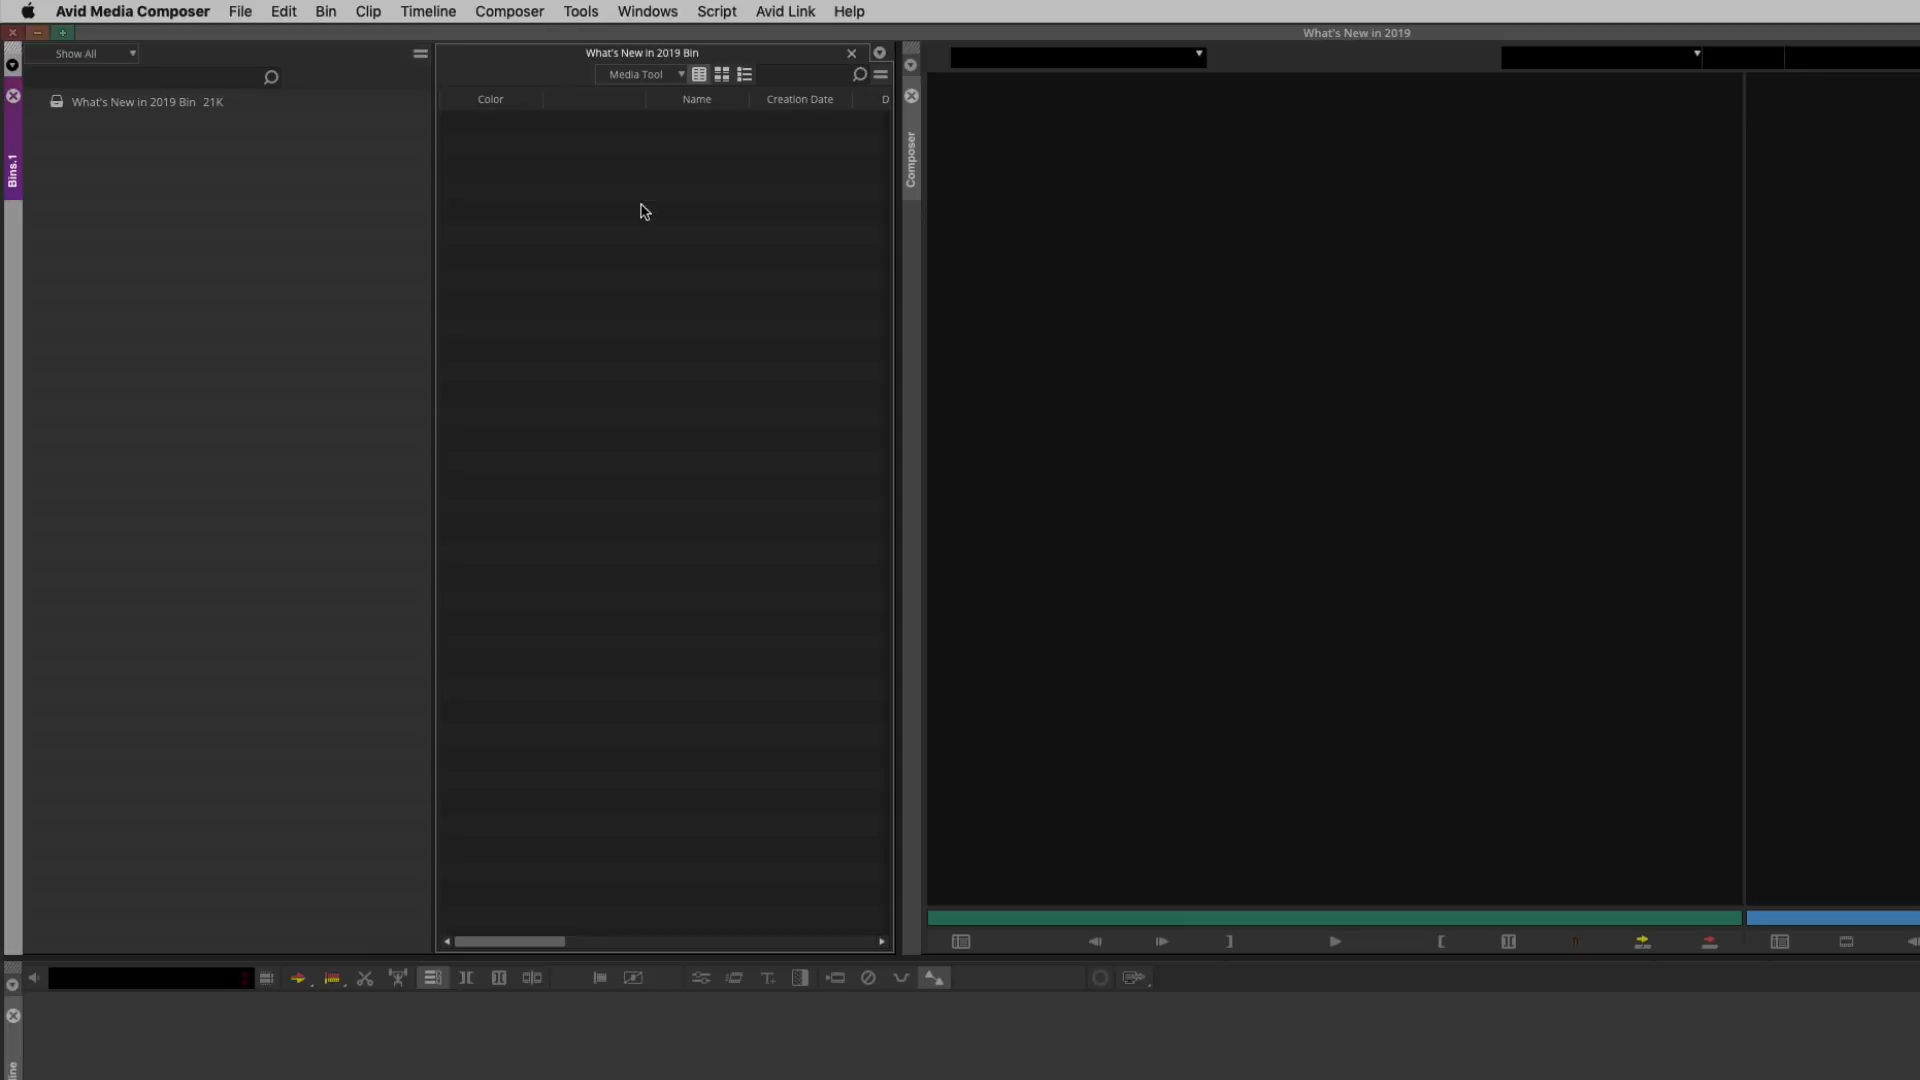 Avid Media Composer File Edit Bin Clip Timeline Composer Tools Windows Script Avid Link Help
What's New in 2019
Show All
What's New in 2019 Bin
Media Tool
Color Name Creation Date D
What's New in 2019 Bin 21K
Bins.1
Composer
ine